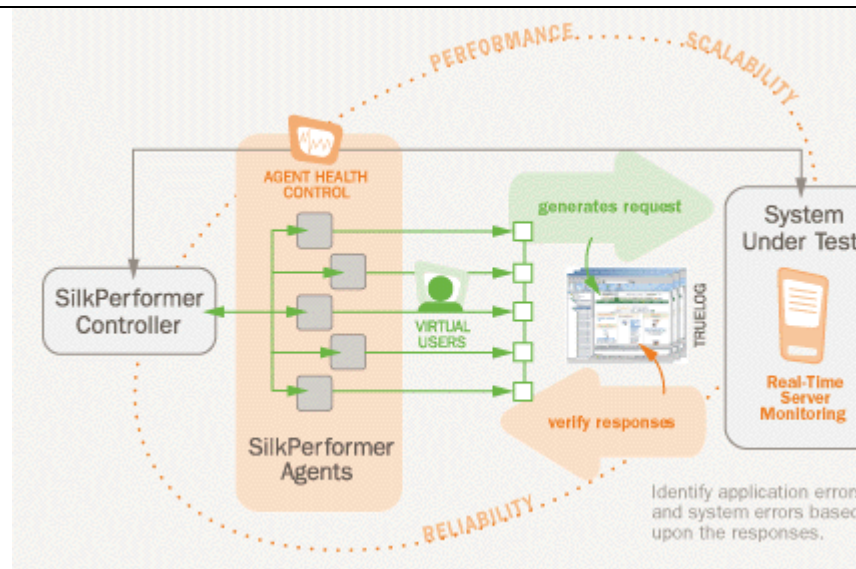 PERFORMANCE
SCALABILITY
AGENT HEALTH
CONTROL
generates request
System
Under Test
SilkPerformer
Controller
VIRTUAL
USERS
TRUELOG
Real-Time
Server
Monitoring
verify responses
SilkPerformer
Agents
RELIABILITY
Identify application errors
and system errors based
upon the responses.